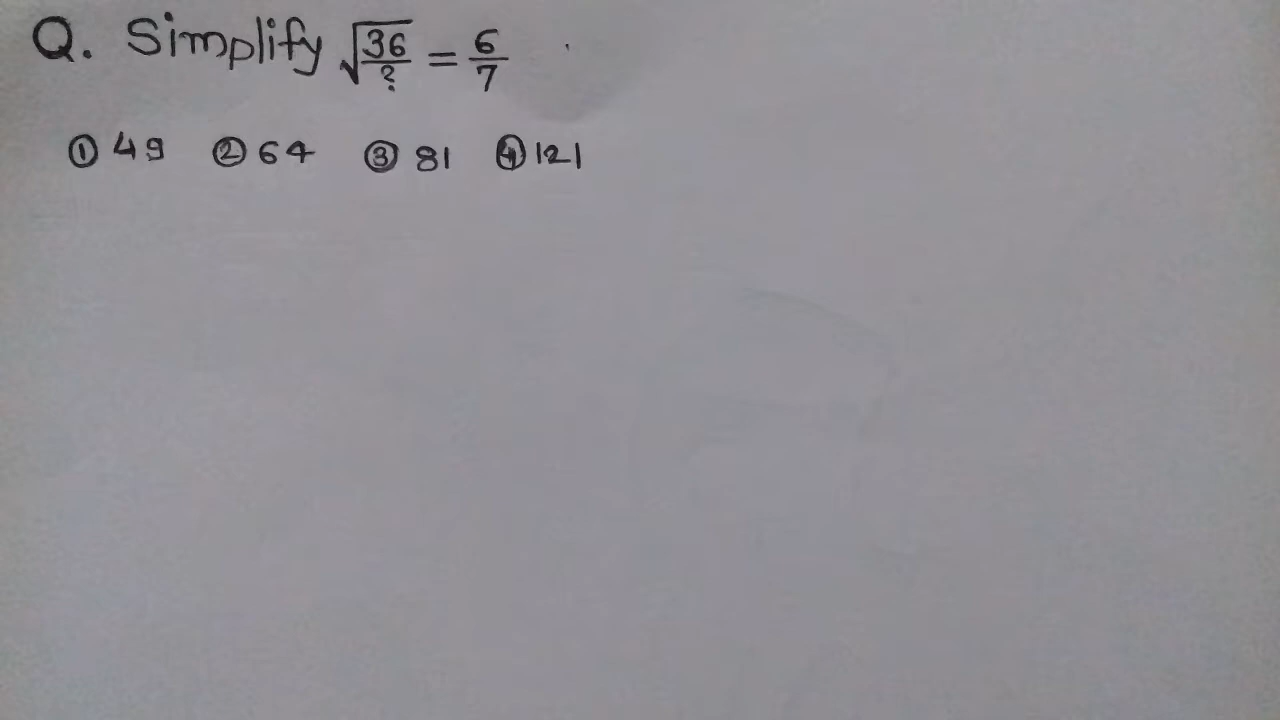 Q. Simplify √36/? = 6/7
① 49 ② 64 ③ 81 ④ 121